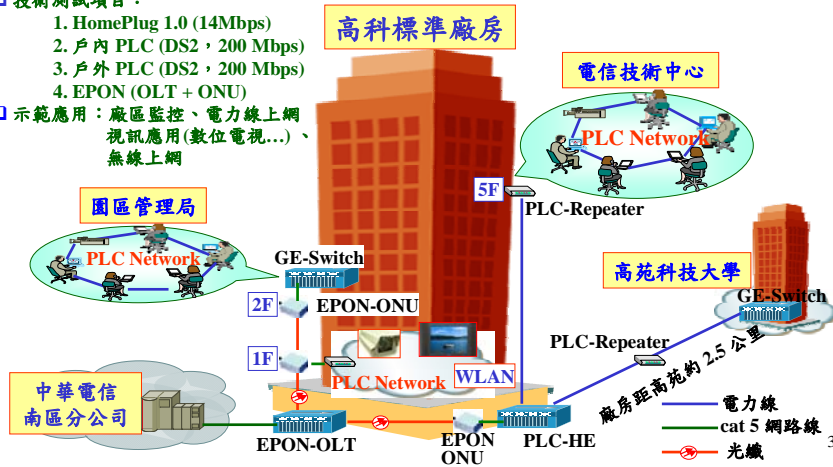 技術測試項目：
1. HomePlug 1.0 (14Mbps)
2. 戶內 PLC (DS2，200 Mbps)
3. 戶外 PLC (DS2，200 Mbps)
4. EPON (OLT + ONU)
示範應用：廠區監控、電力線上網
視訊應用(數位電視…)、
無線上網
高科標準廠房
電信技術中心
PLC Network
5F
PLC-Repeater
園區管理局
PLC Network
GE-Switch
2F
EPON-ONU
高苑科技大學
GE-Switch
PLC-Repeater
廠房距高苑約 2.5 公里
1F
PLC Network
WLAN
中華電信
南區分公司
EPON-OLT
EPON
ONU
PLC-HE
電力線
cat 5 網路線
光纖
3